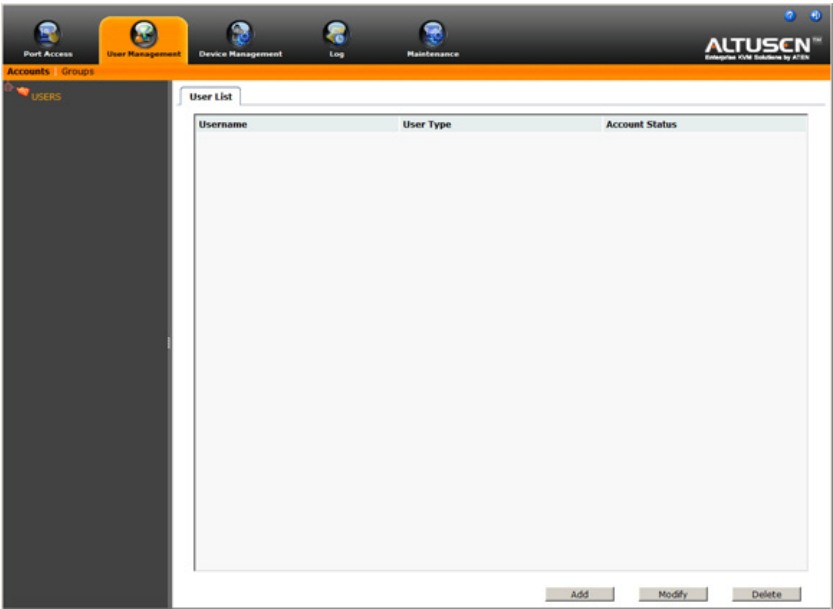 Port Access
User Management
Device Management
Log
Maintenance
ALTUSEN™
Enterprise KVM Solutions by ATEN
Accounts Groups
USERS
User List
Username User Type Account Status
Add Modify Delete